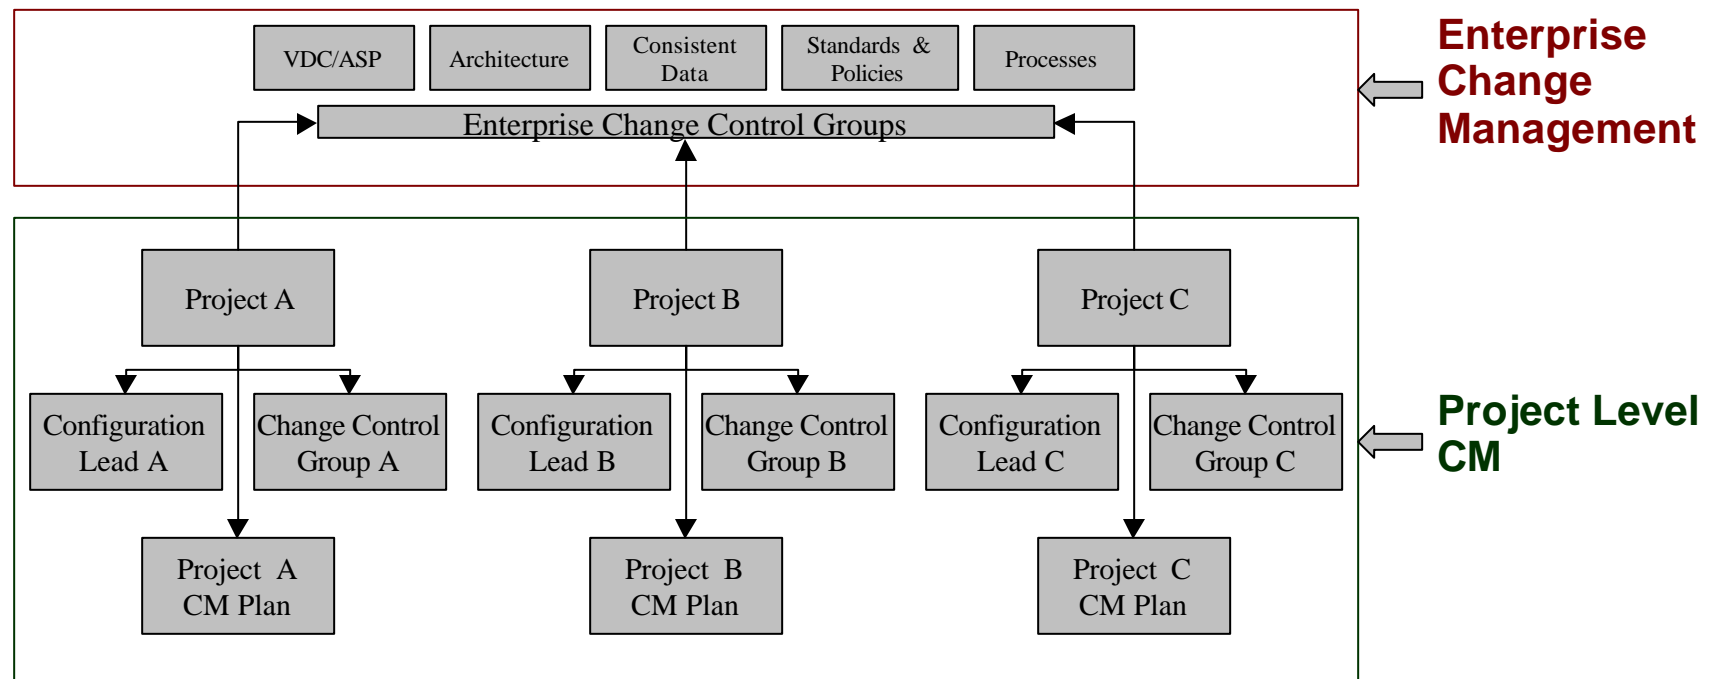 VDC/ASP
Architecture
Consistent
Data
Standards & 
Policies
Processes
Enterprise Change Control Groups
Enterprise
Change
Management
Project A
Project B
Project C
Configuration
Lead A
Change Control
Group A
Configuration
Lead B
Change Control
Group B
Configuration
Lead C
Change Control
Group C
Project Level
CM
Project A
CM Plan
Project B
CM Plan
Project C
CM Plan